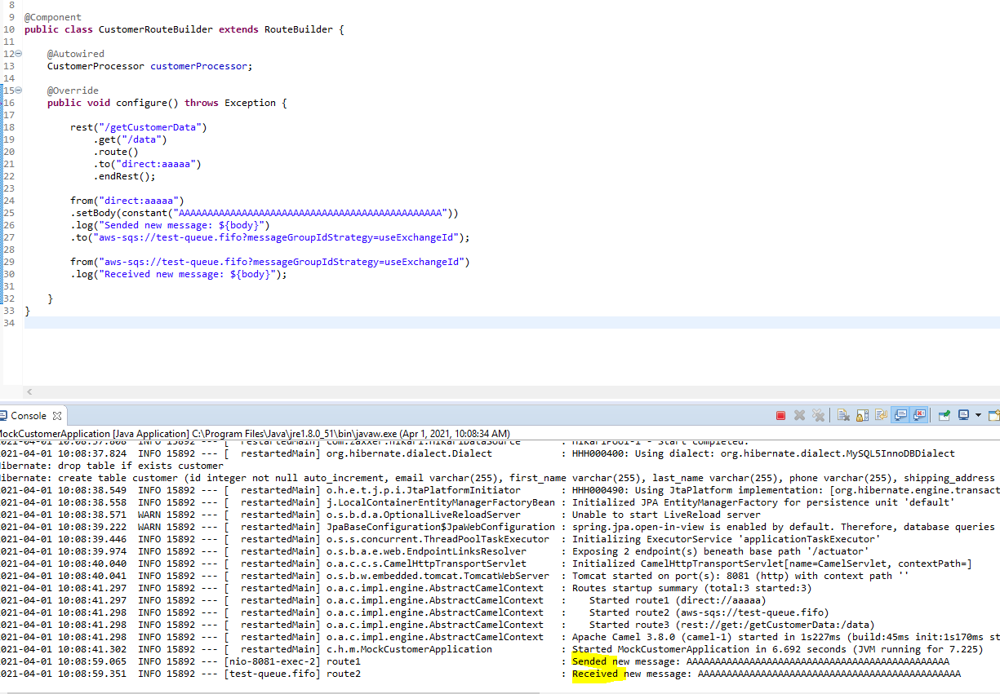 8
9 @Component
10 public class CustomerRouteBuilder extends RouteBuilder {
11
12 @Autowired
13 CustomerProcessor customerProcessor;
14
15 @Override
16 public void configure() throws Exception {
17
18 rest("/getCustomerData")
19 .get("/data")
20 .route()
21 .to("direct:aaaaa")
22 .endRest();
23
24 from("direct:aaaaa")
25 .setBody(constant("AAAAAAAAAAAAAAAAAAAAAAAAAAAAAAAAAAAAAAAAAAAAAA"))
26 .log("Sended new message: ${body}")
27 .to("aws-sqs://test-queue.fifo?messageGroupIdStrategy=useExchangeId");
28
29 from("aws-sqs://test-queue.fifo?messageGroupIdStrategy=useExchangeId")
30 .log("Received new message: ${body}");
31
32 }
33 }
34
Console
MockCustomerApplication [Java Application] C:\Program Files\Java\jre1.8.0_51\bin\javaw.exe (Apr 1, 2021, 10:08:34 AM)
2021-04-01 10:08:37.808 INFO 15892 --- [ restartedMain] com.zaxxer.hikari.HikariDataSource : HikariPool-1 - Start completed.
2021-04-01 10:08:37.824 INFO 15892 --- [ restartedMain] org.hibernate.dialect.Dialect : HHH000400: Using dialect: org.hibernate.dialect.MySQL5InnoDBDialect
Hibernate: drop table if exists customer
Hibernate: create table customer (id integer not null auto_increment, email varchar(255), first_name varchar(255), last_name varchar(255), phone varchar(255), shipping_address
2021-04-01 10:08:38.549 INFO 15892 --- [ restartedMain] o.h.e.t.j.p.i.JtaPlatformInitiator : HHH000490: Using JtaPlatform implementation: [org.hibernate.engine.transact
2021-04-01 10:08:38.558 INFO 15892 --- [ restartedMain] j.LocalContainerEntityManagerFactoryBean : Initialized JPA EntityManagerFactory for persistence unit 'default'
2021-04-01 10:08:38.571 WARN 15892 --- [ restartedMain] o.s.b.d.a.OptionalLiveReloadServer : Unable to start LiveReload server
2021-04-01 10:08:39.222 WARN 15892 --- [ restartedMain] JpaBaseConfiguration$JpaWebConfiguration : spring.jpa.open-in-view is enabled by default. Therefore, database queries
2021-04-01 10:08:39.446 INFO 15892 --- [ restartedMain] o.s.s.concurrent.ThreadPoolTaskExecutor : Initializing ExecutorService 'applicationTaskExecutor'
2021-04-01 10:08:39.974 INFO 15892 --- [ restartedMain] o.s.b.a.e.web.EndpointLinksResolver : Exposing 2 endpoint(s) beneath base path '/actuator'
2021-04-01 10:08:40.040 INFO 15892 --- [ restartedMain] o.a.c.c.s.CamelHttpTransportServlet : Initialized CamelHttpTransportServlet[name=CamelServlet, contextPath=]
2021-04-01 10:08:40.041 INFO 15892 --- [ restartedMain] o.s.b.w.embedded.tomcat.TomcatWebServer : Tomcat started on port(s): 8081 (http) with context path ''
2021-04-01 10:08:41.297 INFO 15892 --- [ restartedMain] o.a.c.impl.engine.AbstractCamelContext : Routes startup summary (total:3 started:3)
2021-04-01 10:08:41.297 INFO 15892 --- [ restartedMain] o.a.c.impl.engine.AbstractCamelContext : Started route1 (direct://aaaaa)
2021-04-01 10:08:41.298 INFO 15892 --- [ restartedMain] o.a.c.impl.engine.AbstractCamelContext : Started route2 (aws-sqs://test-queue.fifo)
2021-04-01 10:08:41.298 INFO 15892 --- [ restartedMain] o.a.c.impl.engine.AbstractCamelContext : Started route3 (rest://get:/getCustomerData:/data)
2021-04-01 10:08:41.298 INFO 15892 --- [ restartedMain] o.a.c.impl.engine.AbstractCamelContext : Apache Camel 3.8.0 (camel-1) started in 1s227ms (build:45ms init:1s170ms st
2021-04-01 10:08:41.302 INFO 15892 --- [ restartedMain] c.h.m.MockCustomerApplication : Started MockCustomerApplication in 6.692 seconds (JVM running for 7.225)
2021-04-01 10:08:59.065 INFO 15892 --- [nio-8081-exec-2] route1 : Sended new message: AAAAAAAAAAAAAAAAAAAAAAAAAAAAAAAAAAAAAAAAAAAAAA
2021-04-01 10:08:59.351 INFO 15892 --- [test-queue.fifo] route2 : Received new message: AAAAAAAAAAAAAAAAAAAAAAAAAAAAAAAAAAAAAAAAAAAAAA